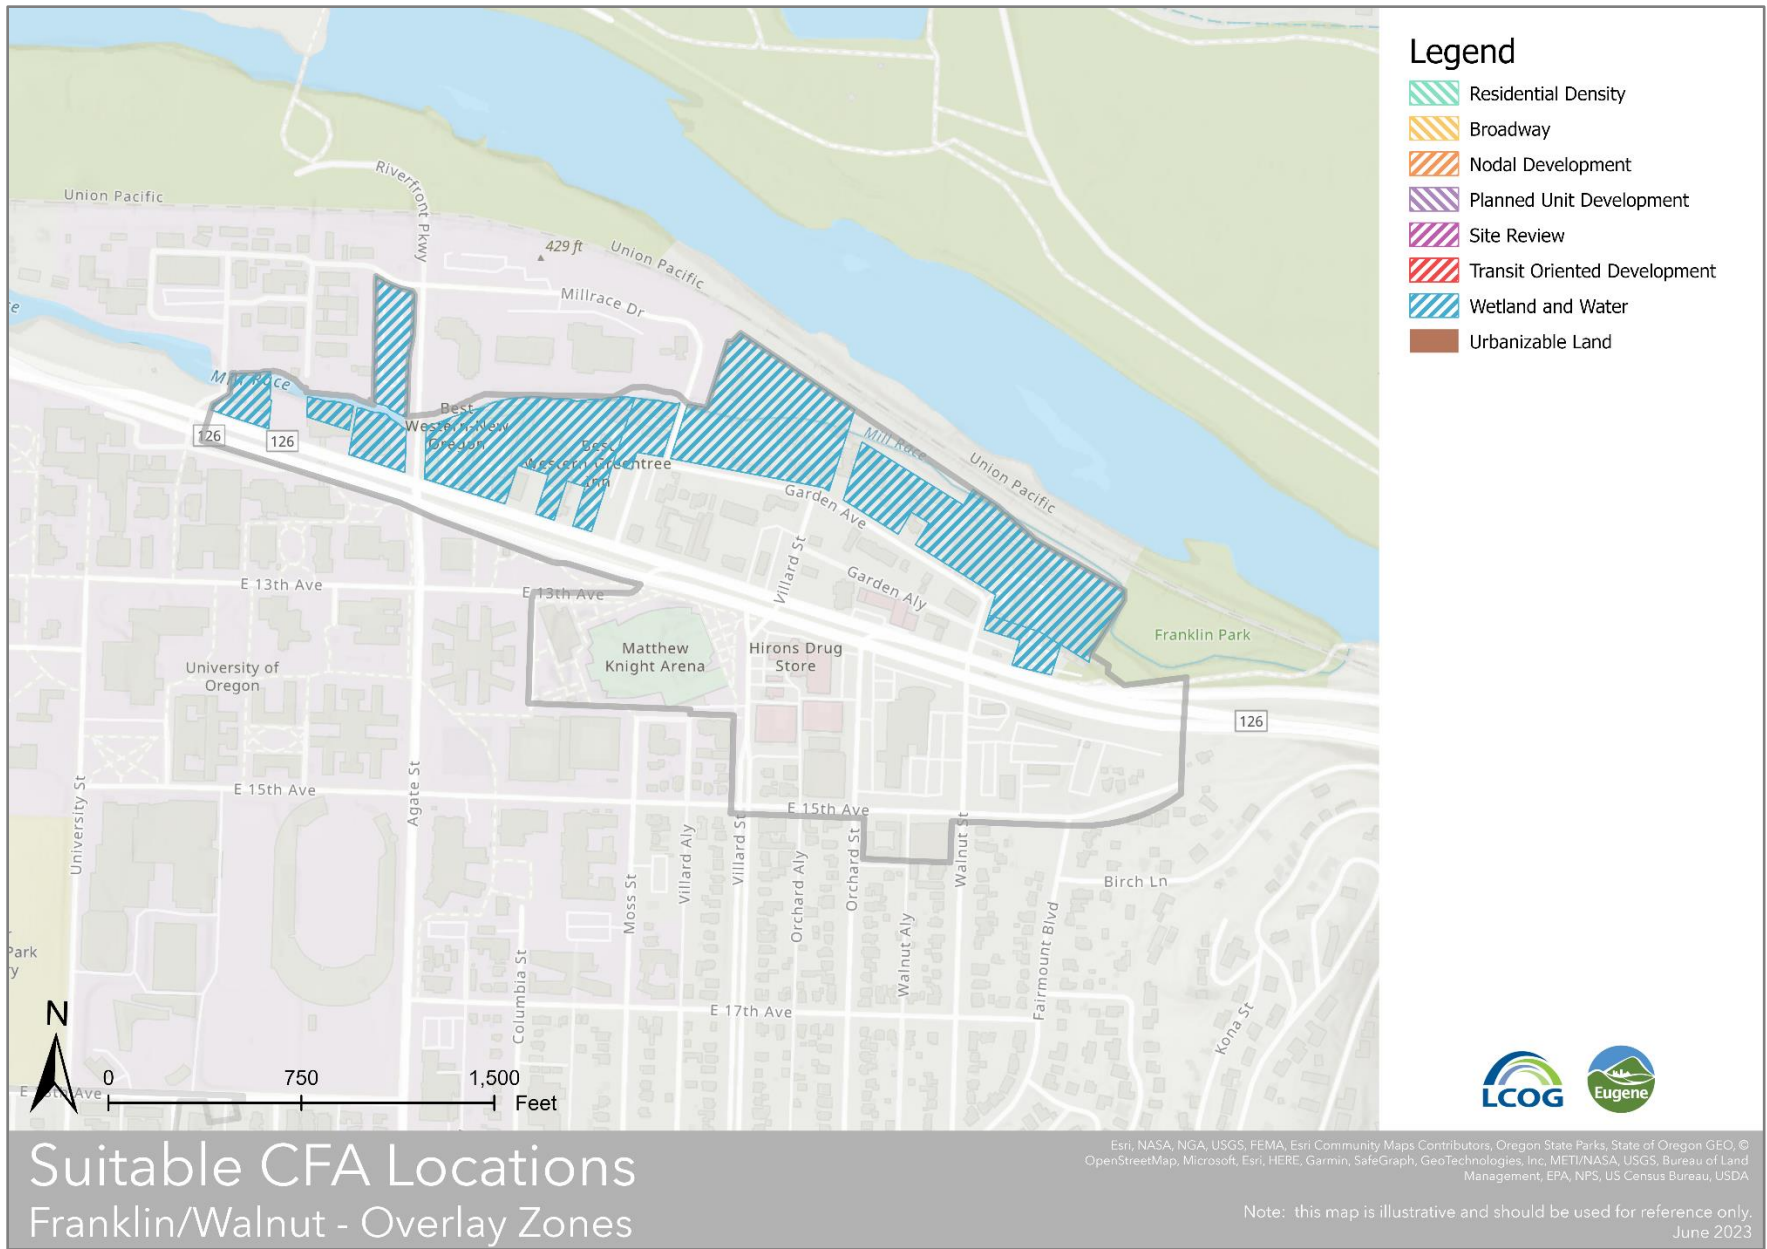 Legend
Residential Density
Broadway
Nodal Development
Planned Unit Development
Site Review
Transit Oriented Development
Wetland and Water
Urbanizable Land
Union Pacific
Riverfront Pkwy
429 ft
Union Pacific
Millrace Dr
Mill Race
126
126
Best
Western-New
Oregon
Best
Western Greentree
Inn
Mill Race
Union Pacific
Garden Ave
Villard St
Garden Aly
E 13th Ave
E 13th Ave
Franklin Park
Matthew
Knight Arena
Hirons Drug
Store
University of
Oregon
126
University St
Agate St
E 15th Ave
E 15th Ave
Moss St
Villard Aly
Villard St
Orchard Aly
Orchard St
Walnut Aly
Walnut St
Birch Ln
Fairmount Blvd
Kona St
Columbia St
E 17th Ave
Park
N
0 750 1,500
Feet
LCOG
Eugene
Suitable CFA Locations
Franklin/Walnut - Overlay Zones
Esri, NASA, NGA, USGS, FEMA, Esri Community Maps Contributors, Oregon State Parks, State of Oregon GEO, ©
OpenStreetMap, Microsoft, Esri, HERE, Garmin, SafeGraph, GeoTechnologies, Inc, METI/NASA, USGS, Bureau of Land
Management, EPA, NPS, US Census Bureau, USDA
Note: this map is illustrative and should be used for reference only.
June 2023